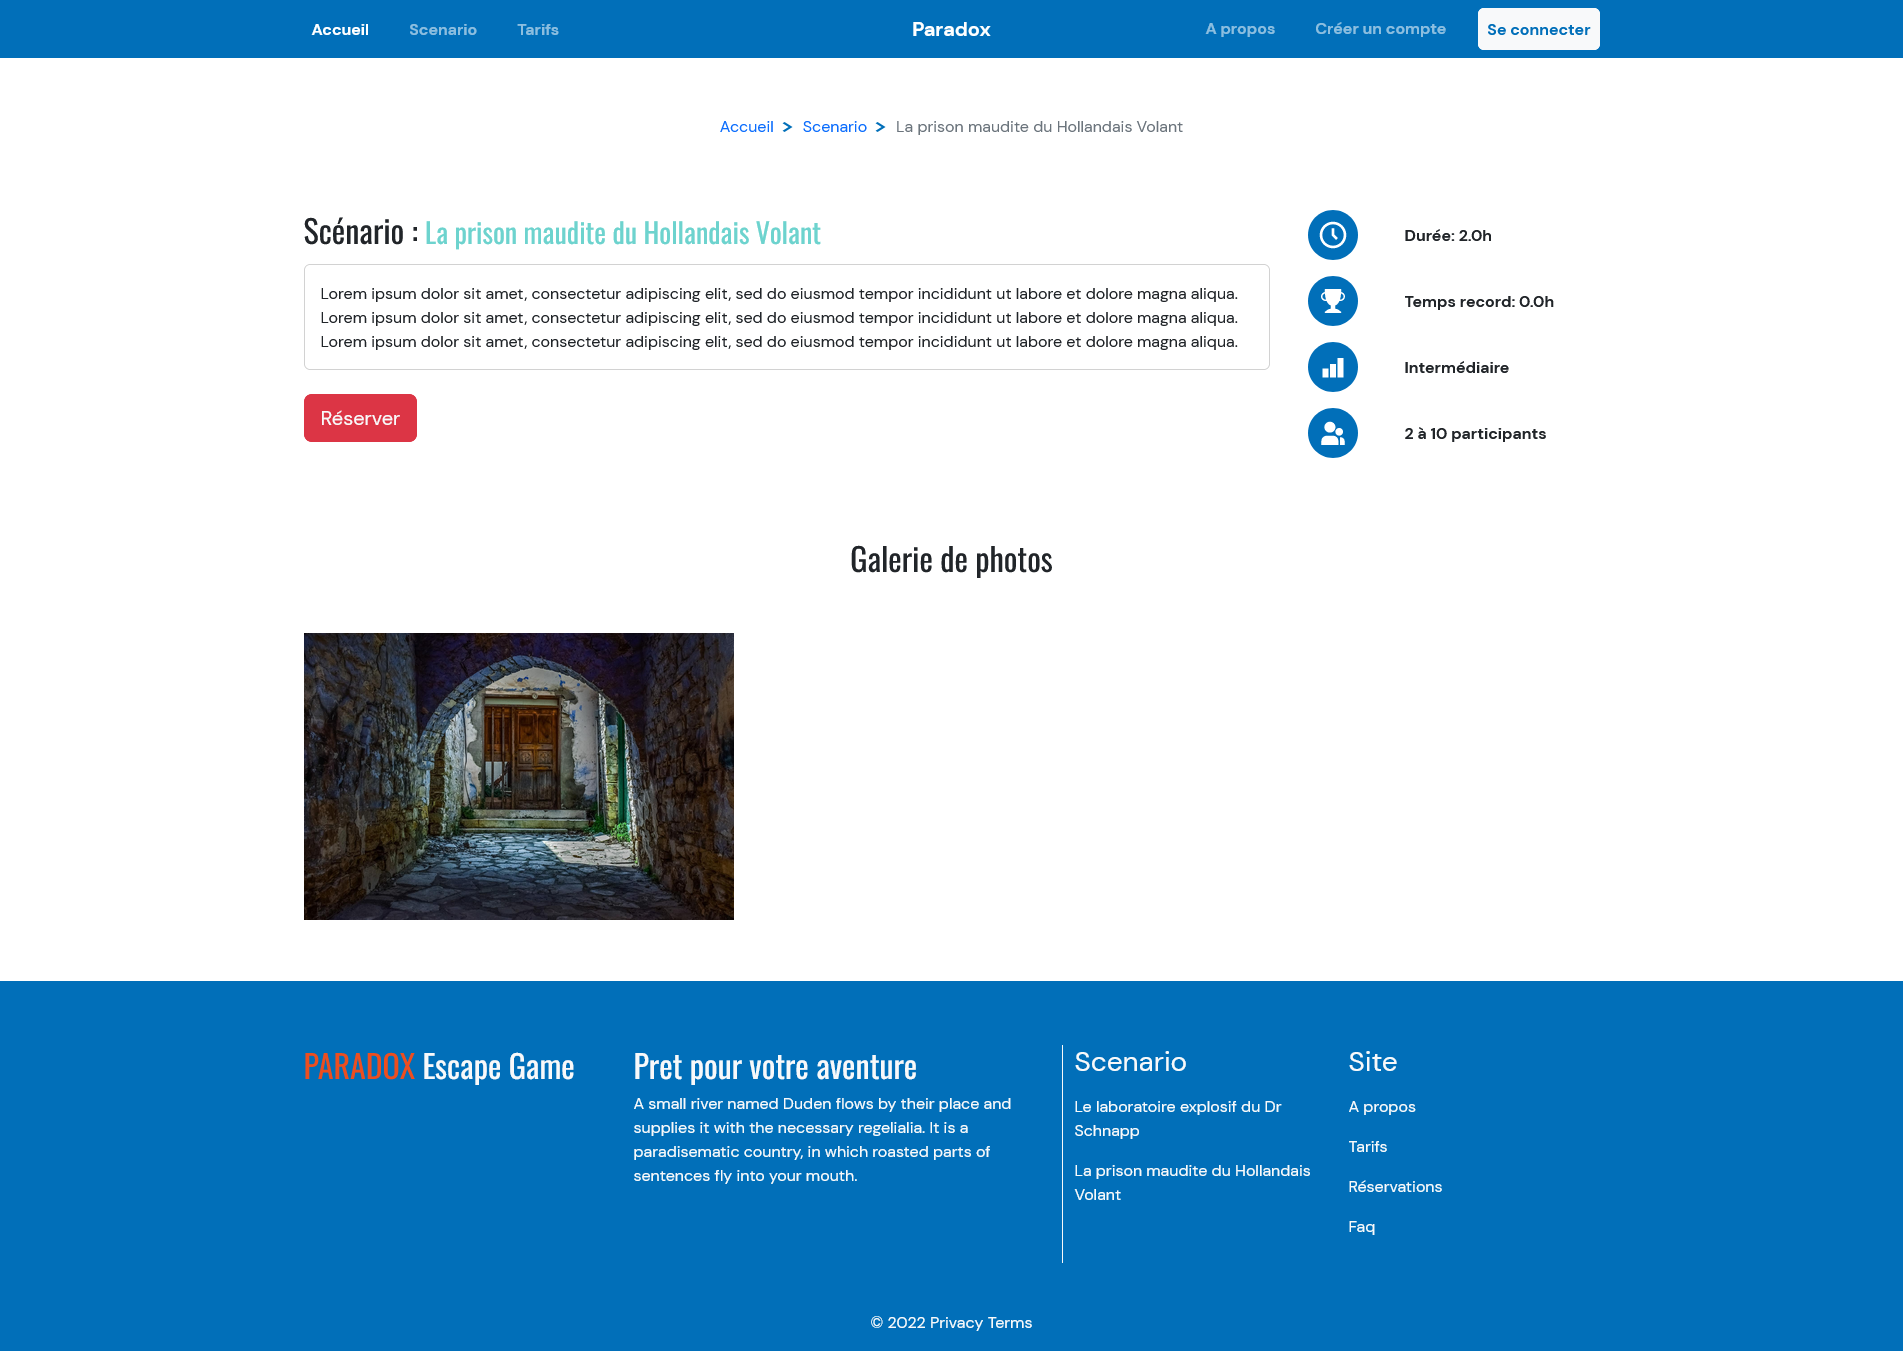 Accueil Scenario Tarifs Paradox A propos Créer un compte Se connecter
Accueil > Scenario > La prison maudite du Hollandais Volant
Scénario : La prison maudite du Hollandais Volant
Lorem ipsum dolor sit amet, consectetur adipiscing elit, sed do eiusmod tempor incididunt ut labore et dolore magna aliqua.
Lorem ipsum dolor sit amet, consectetur adipiscing elit, sed do eiusmod tempor incididunt ut labore et dolore magna aliqua.
Lorem ipsum dolor sit amet, consectetur adipiscing elit, sed do eiusmod tempor incididunt ut labore et dolore magna aliqua.
Réserver
Durée: 2.0h
Temps record: 0.0h
Intermédiaire
2 à 10 participants
Galerie de photos
PARADOX Escape Game
Pret pour votre aventure
A small river named Duden flows by their place and
supplies it with the necessary regelialia. It is a
paradisematic country, in which roasted parts of
sentences fly into your mouth.
Scenario
Le laboratoire explosif du Dr
Schnapp
La prison maudite du Hollandais
Volant
Site
A propos
Tarifs
Réservations
Faq
© 2022 Privacy Terms